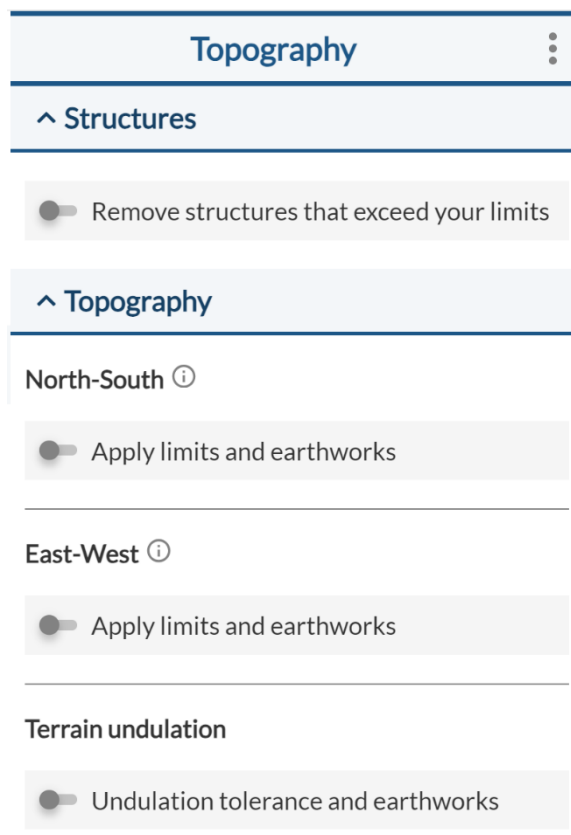 Topography
Structures
Remove structures that exceed your limits
Topography
North-South
Apply limits and earthworks
East-West
Apply limits and earthworks
Terrain undulation
Undulation tolerance and earthworks